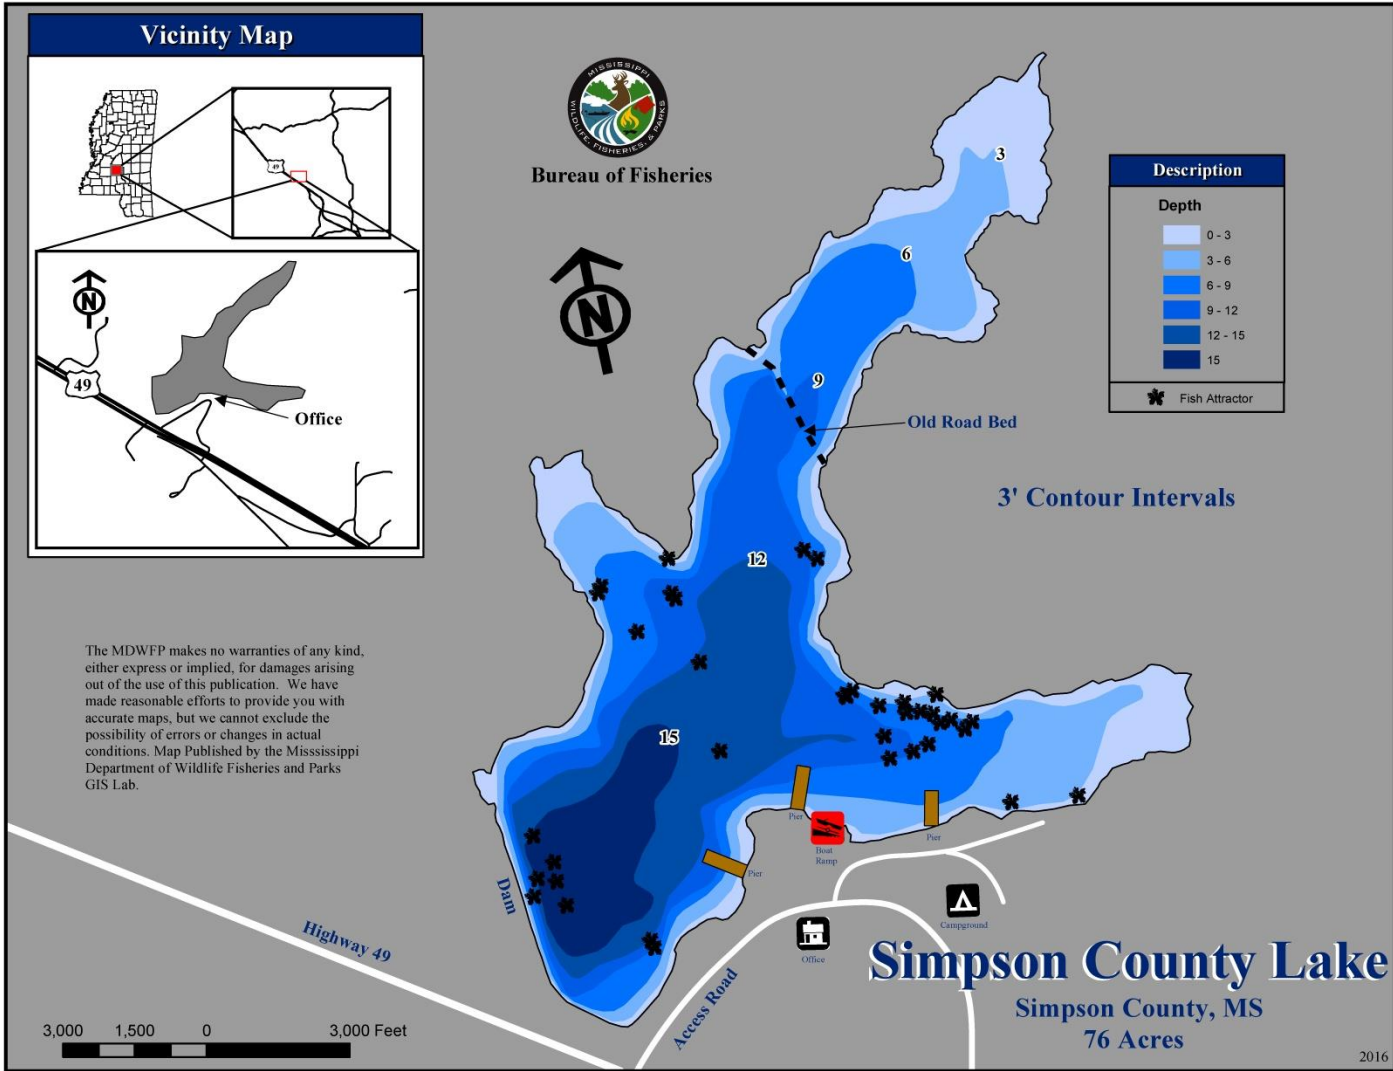 Vicinity Map
49
N
49
Office
MISSISSIPPI
WILDLIFE, FISHERIES, & PARKS
Bureau of Fisheries
N
3
6
9
Old Road Bed
12
15
3' Contour Intervals
Description
Depth
0 - 3
3 - 6
6 - 9
9 - 12
12 - 15
15
Fish Attractor
The MDWFP makes no warranties of any kind,
either express or implied, for damages arising
out of the use of this publication.  We have
made reasonable efforts to provide you with
accurate maps, but we cannot exclude the
possibility of errors or changes in actual
conditions. Map Published by the Misssissippi
Department of Wildlife Fisheries and Parks
GIS Lab.
Pier
Boat
Ramp
Pier
Pier
Dam
Highway 49
Access Road
Office
Campground
Simpson County Lake
Simpson County, MS
76 Acres
3,000 1,500 0 3,000 Feet
2016